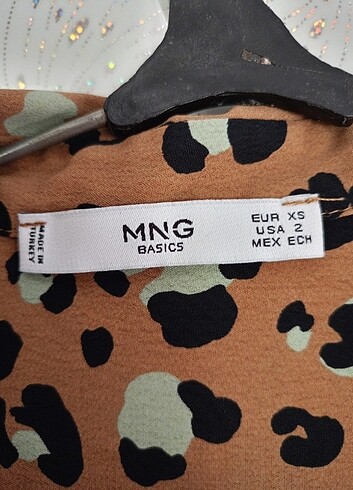 MADE IN
TURKEY
MNG
BASICS
EUR XS
USA 2
MEX ECH